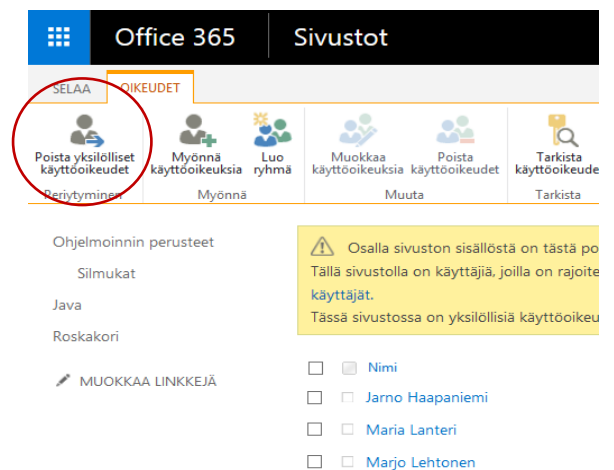 Office 365 Sivustot
SELAA OIKEUDET
Poista yksilölliset
käyttöoikeudet
Myönnä
käyttöoikeuksia
Luo
ryhmä
Muokkaa
käyttöoikeuksia
Poista
käyttöoikeudet
Tarkista
käyttöoikeude
Periytyminen Myönnä Muuta Tarkista
Ohjelmoinnin perusteet
Silmukat
Java
Roskakori
MUOKKAA LINKKEJÄ
Osalla sivuston sisällöstä on tästä po
Tällä sivustolla on käyttäjiä, joilla on rajoite
käyttäjät.
Tässä sivustossa on yksilöllisiä käyttöoikeu
Nimi
Jarno Haapaniemi
Maria Lanteri
Marjo Lehtonen